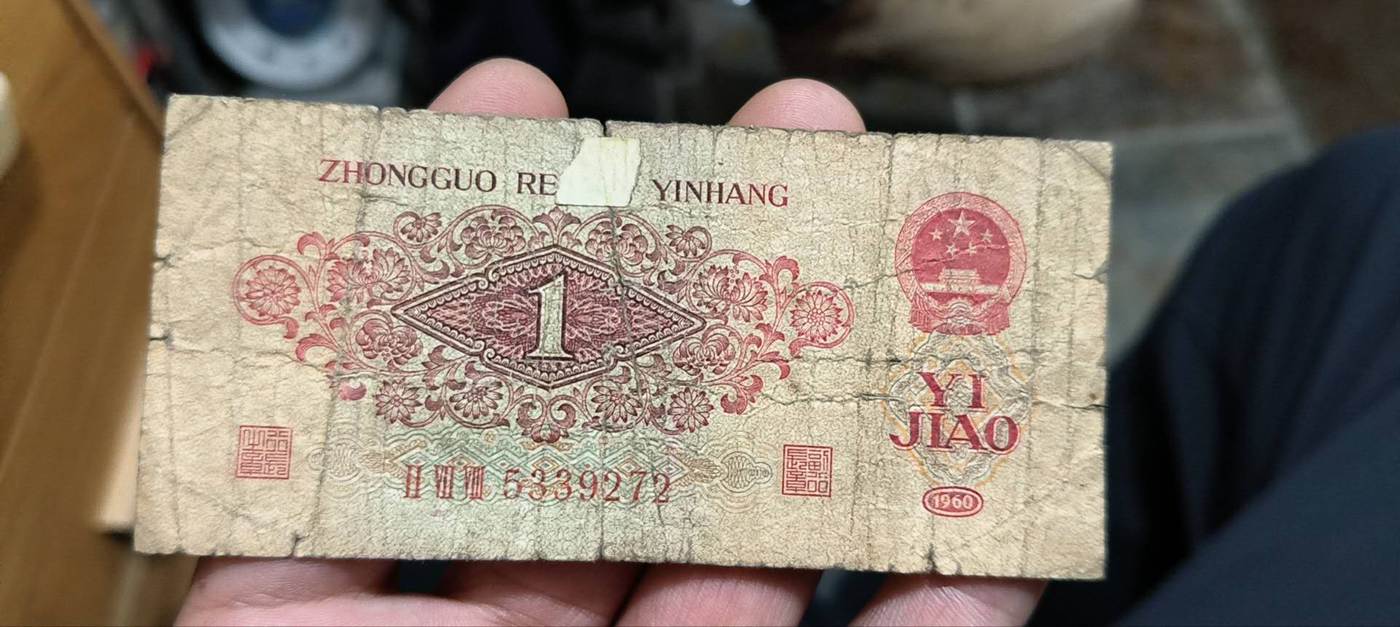 ZHONGGUO RE YINHANG
1
YI
JIAO
II VII VIII 5339272
1960